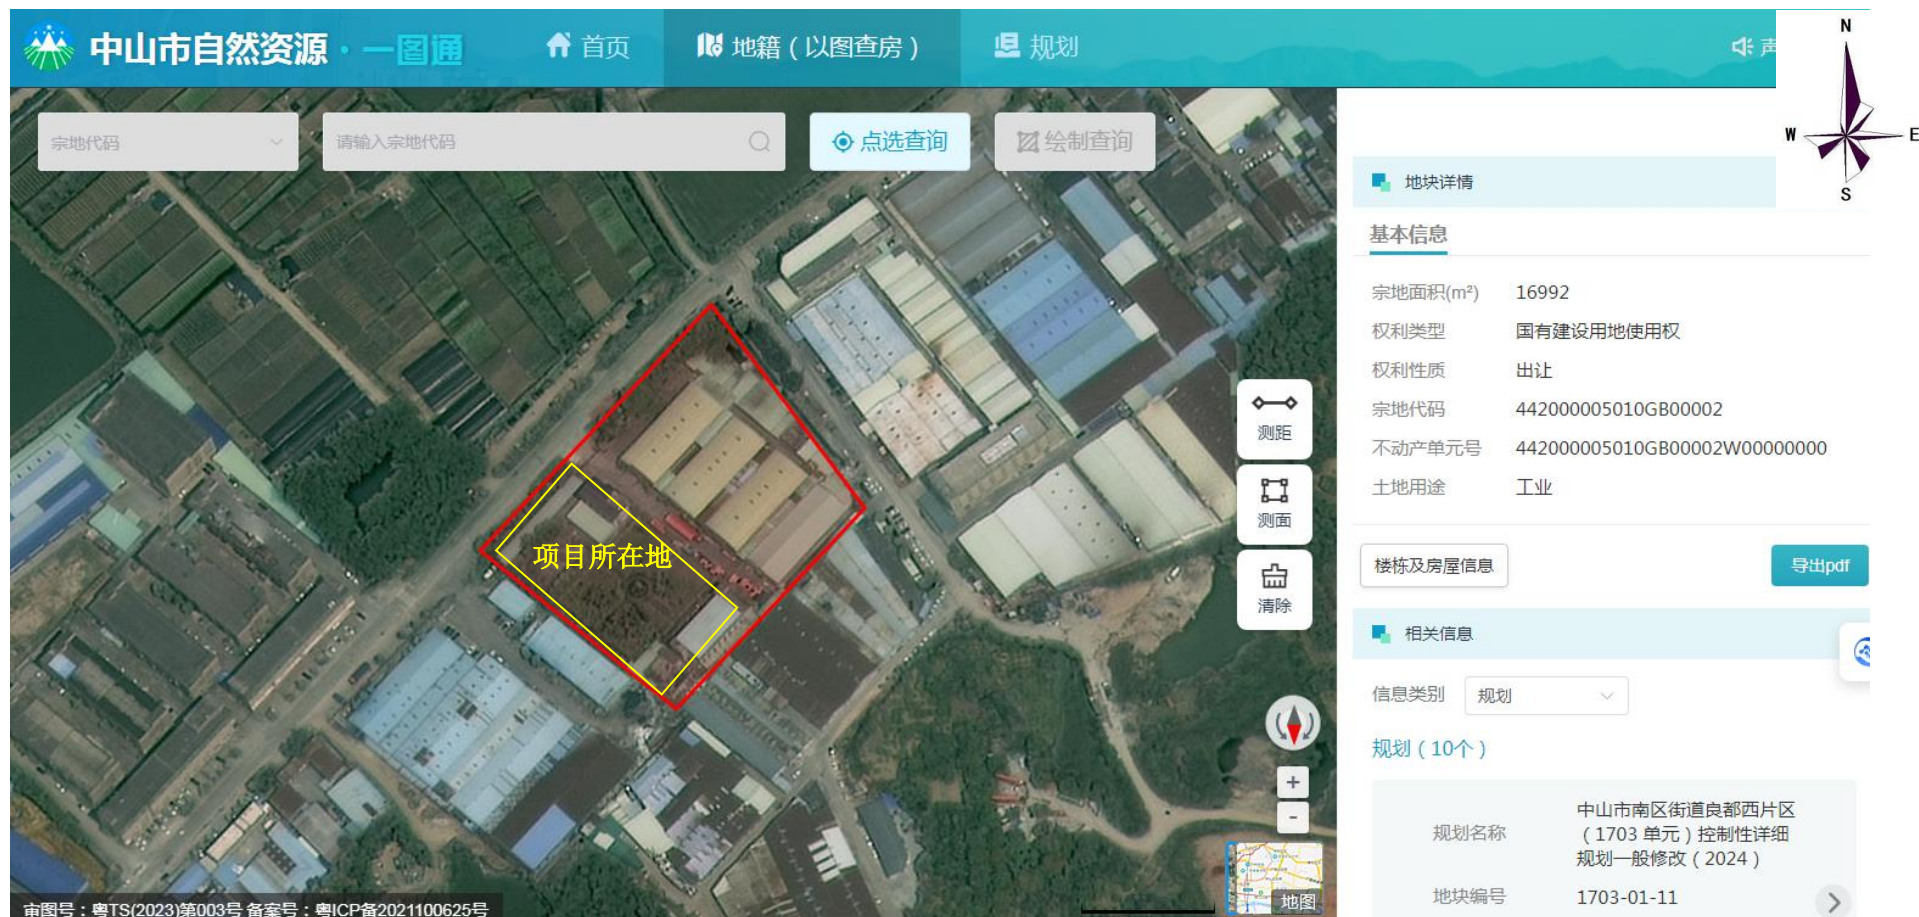 中山市自然资源·一图通
首页
地籍（以图查房）
规划
声
N
W
E
S
宗地代码
请输入宗地代码
点选查询
绘制查询
地块详情
基本信息
宗地面积(m²) 16992
权利类型 国有建设用地使用权
权利性质 出让
宗地代码 442000005010GB00002
不动产单元号 442000005010GB00002W00000000
土地用途 工业
楼栋及房屋信息
导出pdf
相关信息
信息类别 规划
规划（10个）
规划名称
中山市南区街道良都西片区
（1703 单元）控制性详细
规划一般修改（2024）
地块编号 1703-01-11
测距
测面
清除
+
-
地图
项目所在地
审图号：粤TS(2023)第003号 备案号：粤ICP备2021100625号